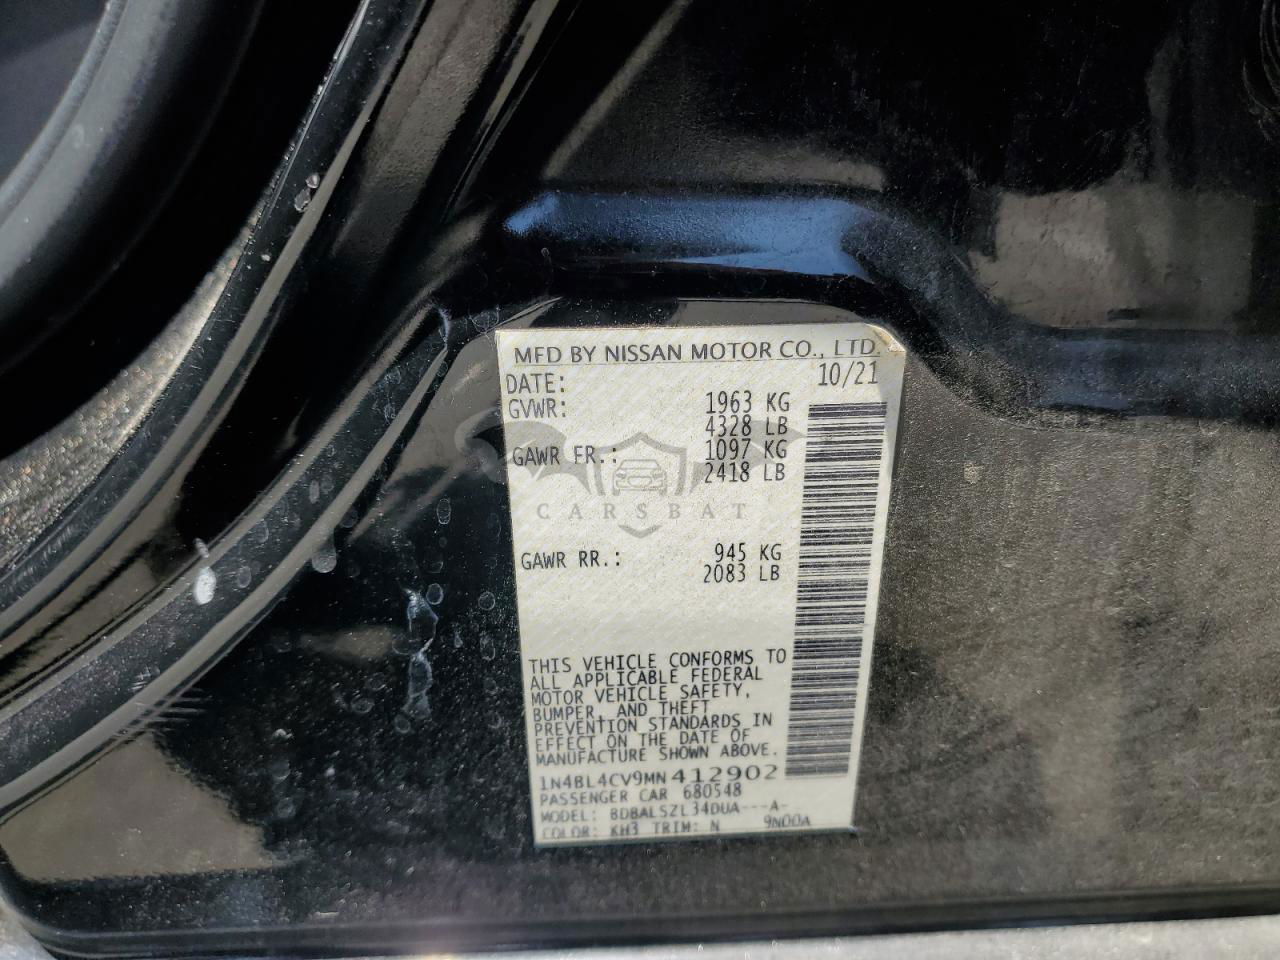 MFD BY NISSAN MOTOR CO., LTD.
DATE: 10/21
GVWR: 1963 KG
4328 LB
GAWR FR.: 1097 KG
2418 LB
CARSBAT
GAWR RR.: 945 KG
2083 LB
THIS VEHICLE CONFORMS TO
ALL APPLICABLE FEDERAL
MOTOR VEHICLE SAFETY,
BUMPER, AND THEFT
PREVENTION STANDARDS IN
EFFECT ON THE DATE OF
MANUFACTURE SHOWN ABOVE.
1N4BL4CV9MN412902
PASSENGER CAR 680548
MODEL: BDBALSZL34DUA---A-
COLOR: KH3 TRIM: N 9N00A